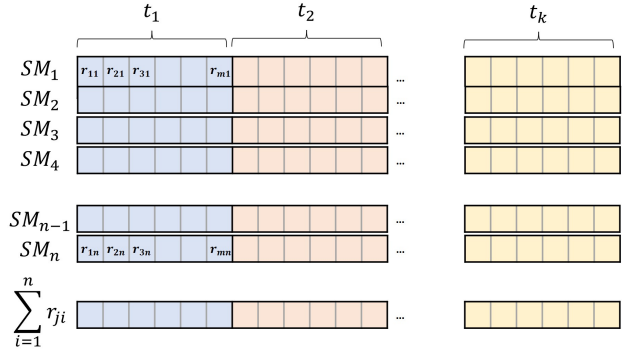 t₁ t₂ tₖ
SM₁ r₁₁ r₂₁ r₃₁ rₘ₁ ...
SM₂ ...
SM₃ ...
SM₄ ...
SMₙ₋₁ ...
SMₙ r₁ₙ r₂ₙ r₃ₙ rₘₙ ...
∑ᵢ₌₁ⁿ rⱼᵢ ...